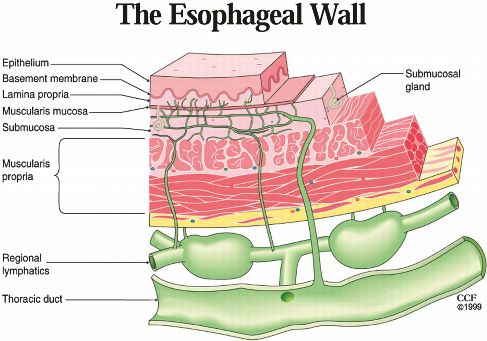 The Esophageal Wall
Epithelium
Basement membrane
Lamina propria
Muscularis mucosa
Submucosa
Muscularis
propria
Regional
lymphatics
Thoracic duct
Submucosal
gland
CCF
©1999